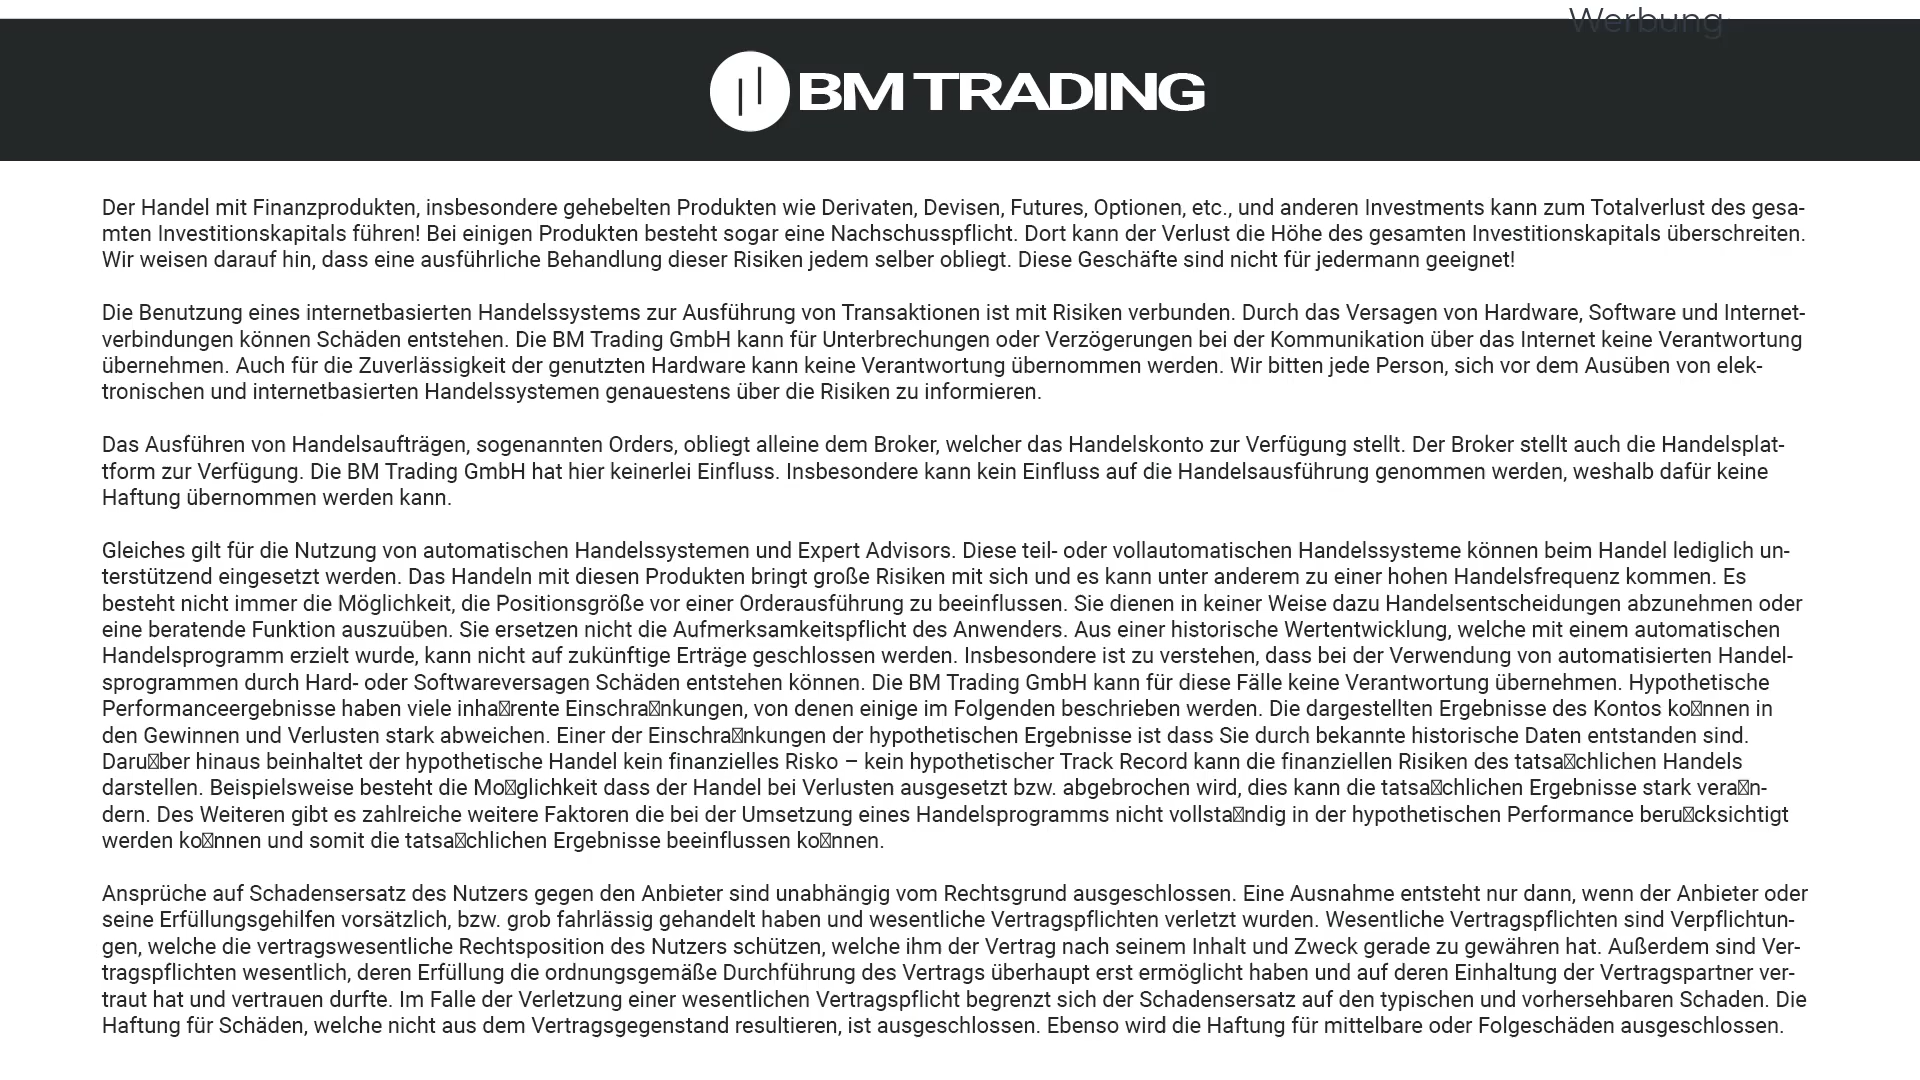 Werbung
BM TRADING
Der Handel mit Finanzprodukten, insbesondere gehebelten Produkten wie Derivaten, Devisen, Futures, Optionen, etc., und anderen Investments kann zum Totalverlust des gesa-
mten Investitionskapitals führen! Bei einigen Produkten besteht sogar eine Nachschusspflicht. Dort kann der Verlust die Höhe des gesamten Investitionskapitals überschreiten.
Wir weisen darauf hin, dass eine ausführliche Behandlung dieser Risiken jedem selber obliegt. Diese Geschäfte sind nicht für jedermann geeignet!
Die Benutzung eines internetbasierten Handelssystems zur Ausführung von Transaktionen ist mit Risiken verbunden. Durch das Versagen von Hardware, Software und Internet-
verbindungen können Schäden entstehen. Die BM Trading GmbH kann für Unterbrechungen oder Verzögerungen bei der Kommunikation über das Internet keine Verantwortung
übernehmen. Auch für die Zuverlässigkeit der genutzten Hardware kann keine Verantwortung übernommen werden. Wir bitten jede Person, sich vor dem Ausüben von elek-
tronischen und internetbasierten Handelssystemen genauestens über die Risiken zu informieren.
Das Ausführen von Handelsaufträgen, sogenannten Orders, obliegt alleine dem Broker, welcher das Handelskonto zur Verfügung stellt. Der Broker stellt auch die Handelsplat-
tform zur Verfügung. Die BM Trading GmbH hat hier keinerlei Einfluss. Insbesondere kann kein Einfluss auf die Handelsausführung genommen werden, weshalb dafür keine
Haftung übernommen werden kann.
Gleiches gilt für die Nutzung von automatischen Handelssystemen und Expert Advisors. Diese teil- oder vollautomatischen Handelssysteme können beim Handel lediglich un-
terstützend eingesetzt werden. Das Handeln mit diesen Produkten bringt große Risiken mit sich und es kann unter anderem zu einer hohen Handelsfrequenz kommen. Es
besteht nicht immer die Möglichkeit, die Positionsgröße vor einer Orderausführung zu beeinflussen. Sie dienen in keiner Weise dazu Handelsentscheidungen abzunehmen oder
eine beratende Funktion auszuüben. Sie ersetzen nicht die Aufmerksamkeitspflicht des Anwenders. Aus einer historische Wertentwicklung, welche mit einem automatischen
Handelsprogramm erzielt wurde, kann nicht auf zukünftige Erträge geschlossen werden. Insbesondere ist zu verstehen, dass bei der Verwendung von automatisierten Handel-
sprogrammen durch Hard- oder Softwareversagen Schäden entstehen können. Die BM Trading GmbH kann für diese Fälle keine Verantwortung übernehmen. Hypothetische
Performanceergebnisse haben viele inha☒rente Einschra☒nkungen, von denen einige im Folgenden beschrieben werden. Die dargestellten Ergebnisse des Kontos ko☒nnen in
den Gewinnen und Verlusten stark abweichen. Einer der Einschra☒nkungen der hypothetischen Ergebnisse ist dass Sie durch bekannte historische Daten entstanden sind.
Daru☒ber hinaus beinhaltet der hypothetische Handel kein finanzielles Risko – kein hypothetischer Track Record kann die finanziellen Risiken des tatsa☒chlichen Handels
darstellen. Beispielsweise besteht die Mo☒glichkeit dass der Handel bei Verlusten ausgesetzt bzw. abgebrochen wird, dies kann die tatsa☒chlichen Ergebnisse stark vera☒n-
dern. Des Weiteren gibt es zahlreiche weitere Faktoren die bei der Umsetzung eines Handelsprogramms nicht vollsta☒ndig in der hypothetischen Performance beru☒cksichtigt
werden ko☒nnen und somit die tatsa☒chlichen Ergebnisse beeinflussen ko☒nnen.
Ansprüche auf Schadensersatz des Nutzers gegen den Anbieter sind unabhängig vom Rechtsgrund ausgeschlossen. Eine Ausnahme entsteht nur dann, wenn der Anbieter oder
seine Erfüllungsgehilfen vorsätzlich, bzw. grob fahrlässig gehandelt haben und wesentliche Vertragspflichten verletzt wurden. Wesentliche Vertragspflichten sind Verpflichtun-
gen, welche die vertragswesentliche Rechtsposition des Nutzers schützen, welche ihm der Vertrag nach seinem Inhalt und Zweck gerade zu gewähren hat. Außerdem sind Ver-
tragspflichten wesentlich, deren Erfüllung die ordnungsgemäße Durchführung des Vertrags überhaupt erst ermöglicht haben und auf deren Einhaltung der Vertragspartner ver-
traut hat und vertrauen durfte. Im Falle der Verletzung einer wesentlichen Vertragspflicht begrenzt sich der Schadensersatz auf den typischen und vorhersehbaren Schaden. Die
Haftung für Schäden, welche nicht aus dem Vertragsgegenstand resultieren, ist ausgeschlossen. Ebenso wird die Haftung für mittelbare oder Folgeschäden ausgeschlossen.